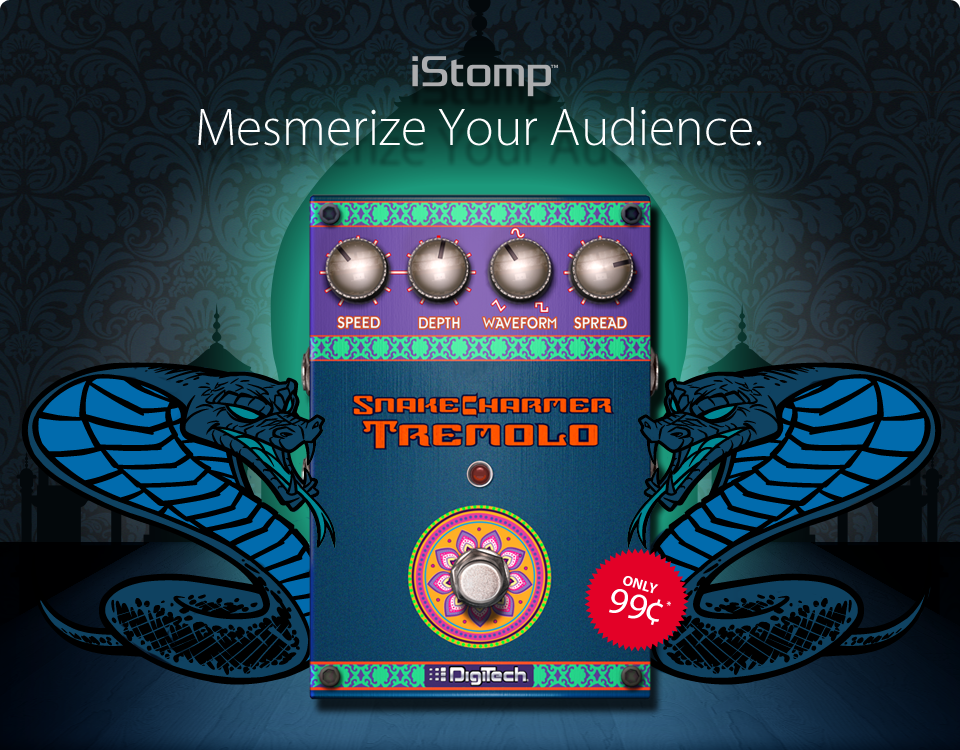 iStomp™
Mesmerize Your Audience.
SPEED DEPTH WAVEFORM SPREAD
SNAKECHARMER
TREMOLO
ONLY
99¢*
DigiTech